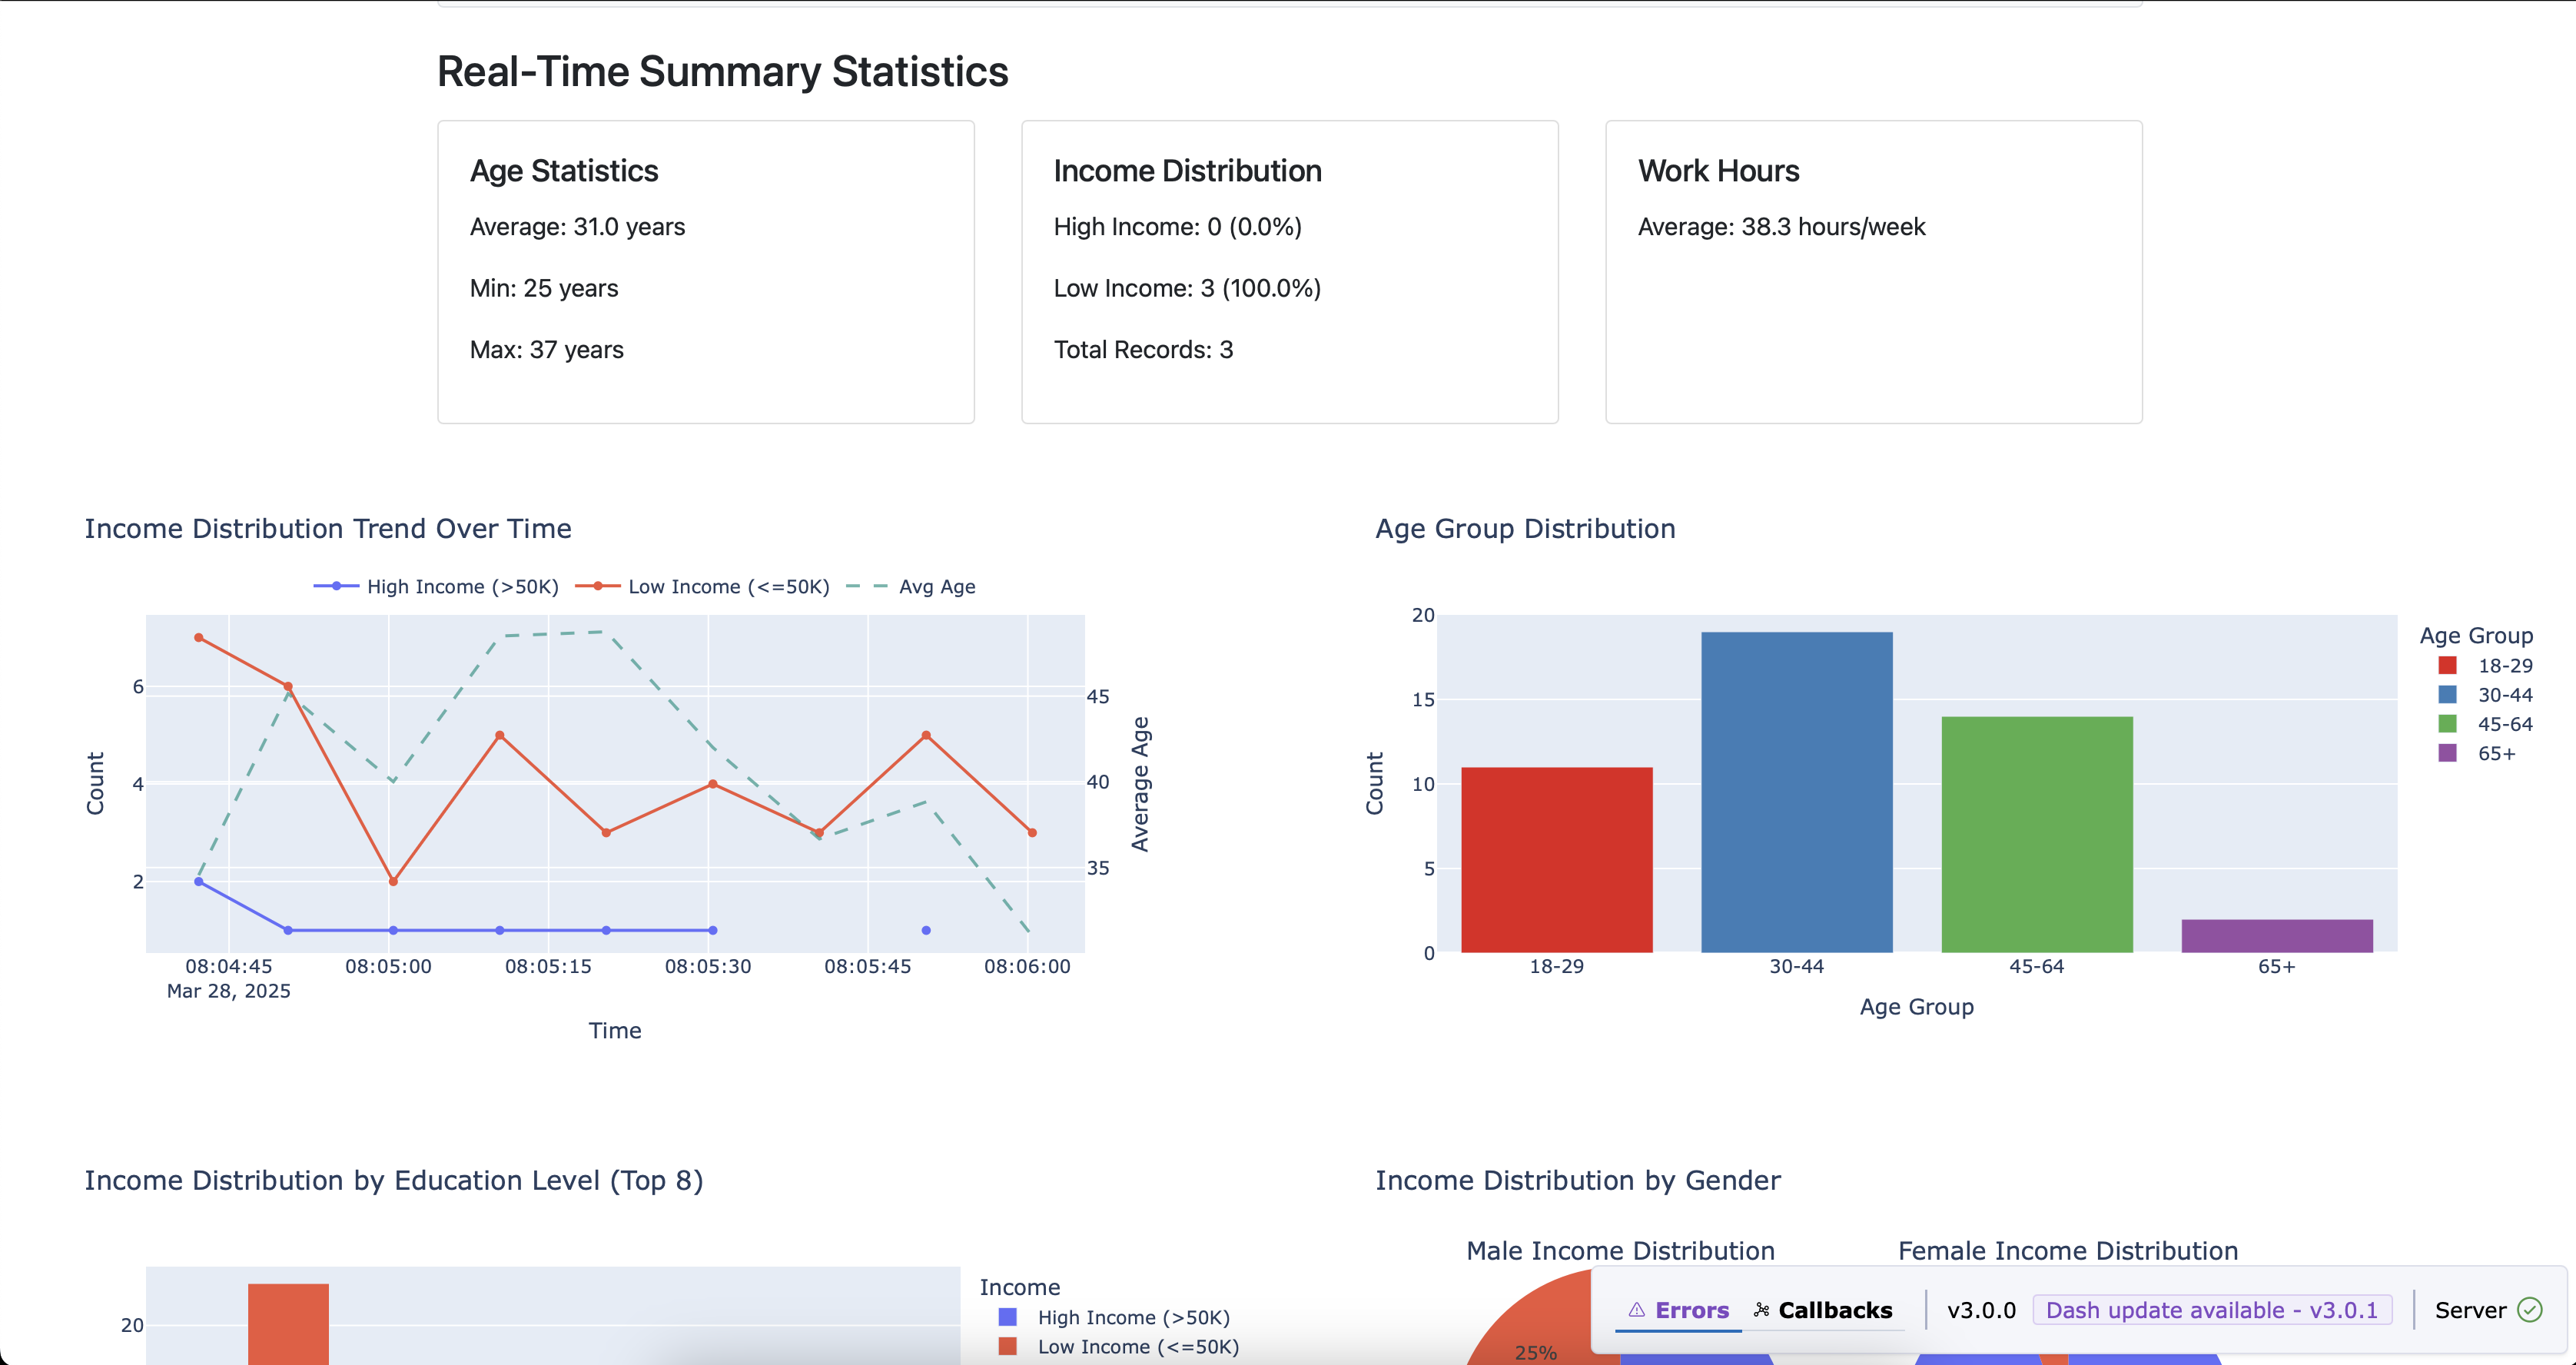 Real-Time Summary Statistics
Age Statistics
Average: 31.0 years
Min: 25 years
Max: 37 years
Income Distribution
High Income: 0 (0.0%)
Low Income: 3 (100.0%)
Total Records: 3
Work Hours
Average: 38.3 hours/week
Income Distribution Trend Over Time
High Income (>50K) Low Income (<=50K) Avg Age
6
4
2
Count
45
40
35
Average Age
08:04:45 08:05:00 08:05:15 08:05:30 08:05:45 08:06:00
Mar 28, 2025
Time
Age Group Distribution
20
15
10
5
0
Count
18-29 30-44 45-64 65+
Age Group
Age Group
18-29
30-44
45-64
65+
Income Distribution by Education Level (Top 8)
20
Income
High Income (>50K)
Low Income (<=50K)
Income Distribution by Gender
Male Income Distribution
Female Income Distribution
25%
Errors Callbacks v3.0.0 Dash update available - v3.0.1 Server